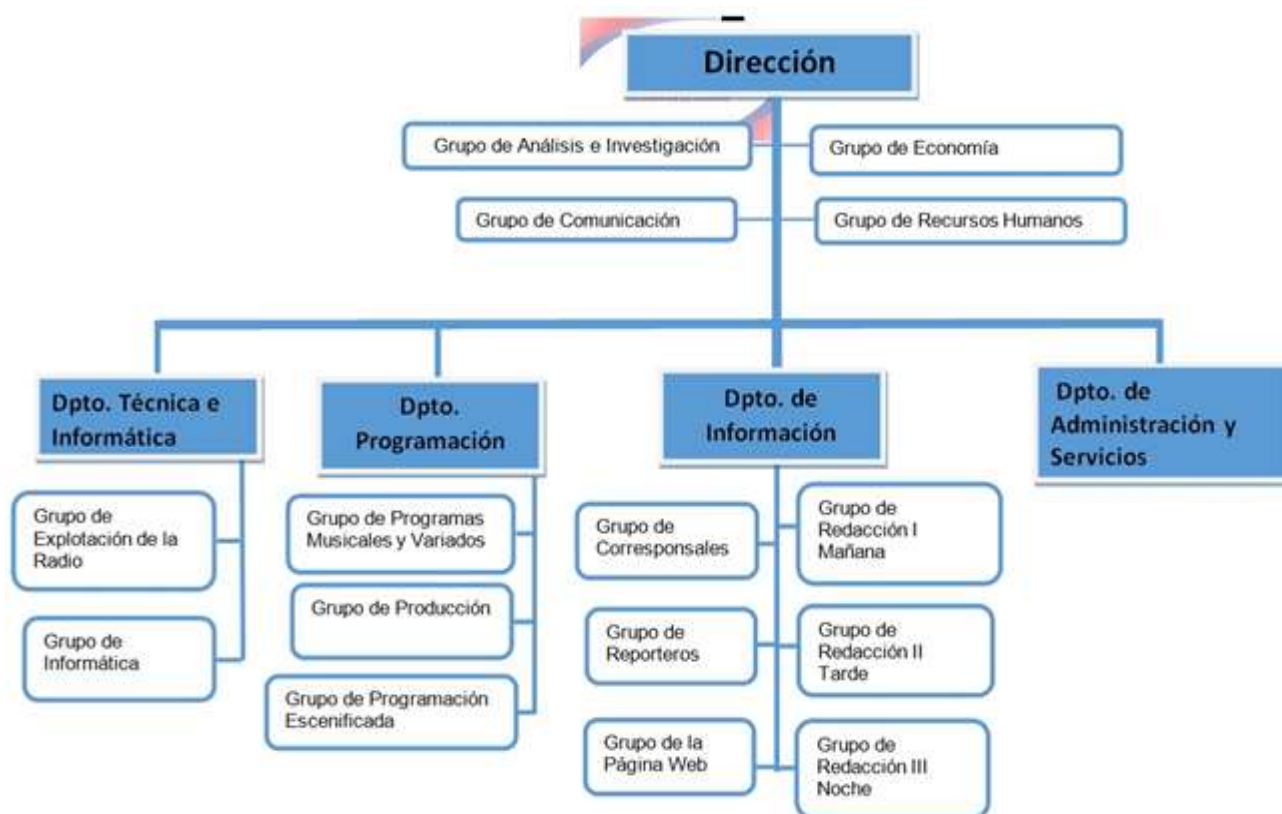 Dirección
Grupo de Análisis e Investigación
Grupo de Economía
Grupo de Comunicación
Grupo de Recursos Humanos
Dpto. Técnica e
Informática
Dpto.
Programación
Dpto. de
Información
Dpto. de
Administración y
Servicios
Grupo de
Explotación de la
Radio
Grupo de
Informática
Grupo de Programas
Musicales y Variados
Grupo de Producción
Grupo de Programación
Escenificada
Grupo de
Corresponsales
Grupo de
Reporteros
Grupo de la
Página Web
Grupo de
Redacción I
Mañana
Grupo de
Redacción II
Tarde
Grupo de
Redacción III
Noche